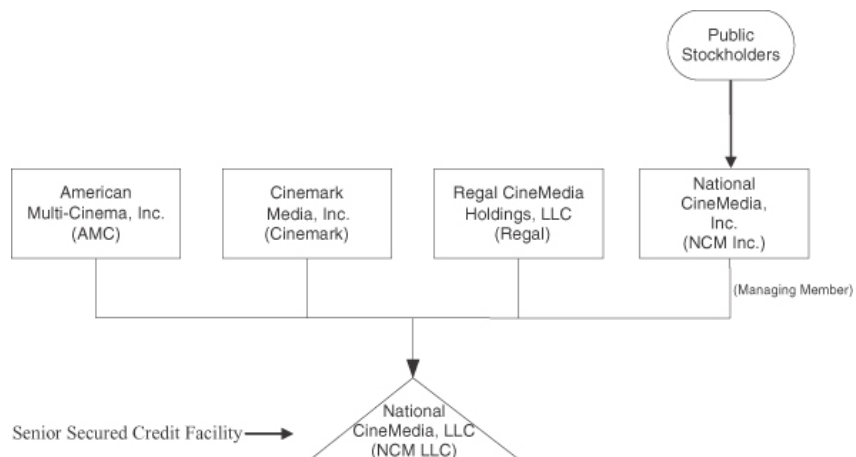 Public
Stockholders
American
Multi-Cinema, Inc.
(AMC)
Cinemark
Media, Inc.
(Cinemark)
Regal CineMedia
Holdings, LLC
(Regal)
National
CineMedia,
Inc.
(NCM Inc.)
(Managing Member)
Senior Secured Credit Facility
National
CineMedia, LLC
(NCM LLC)